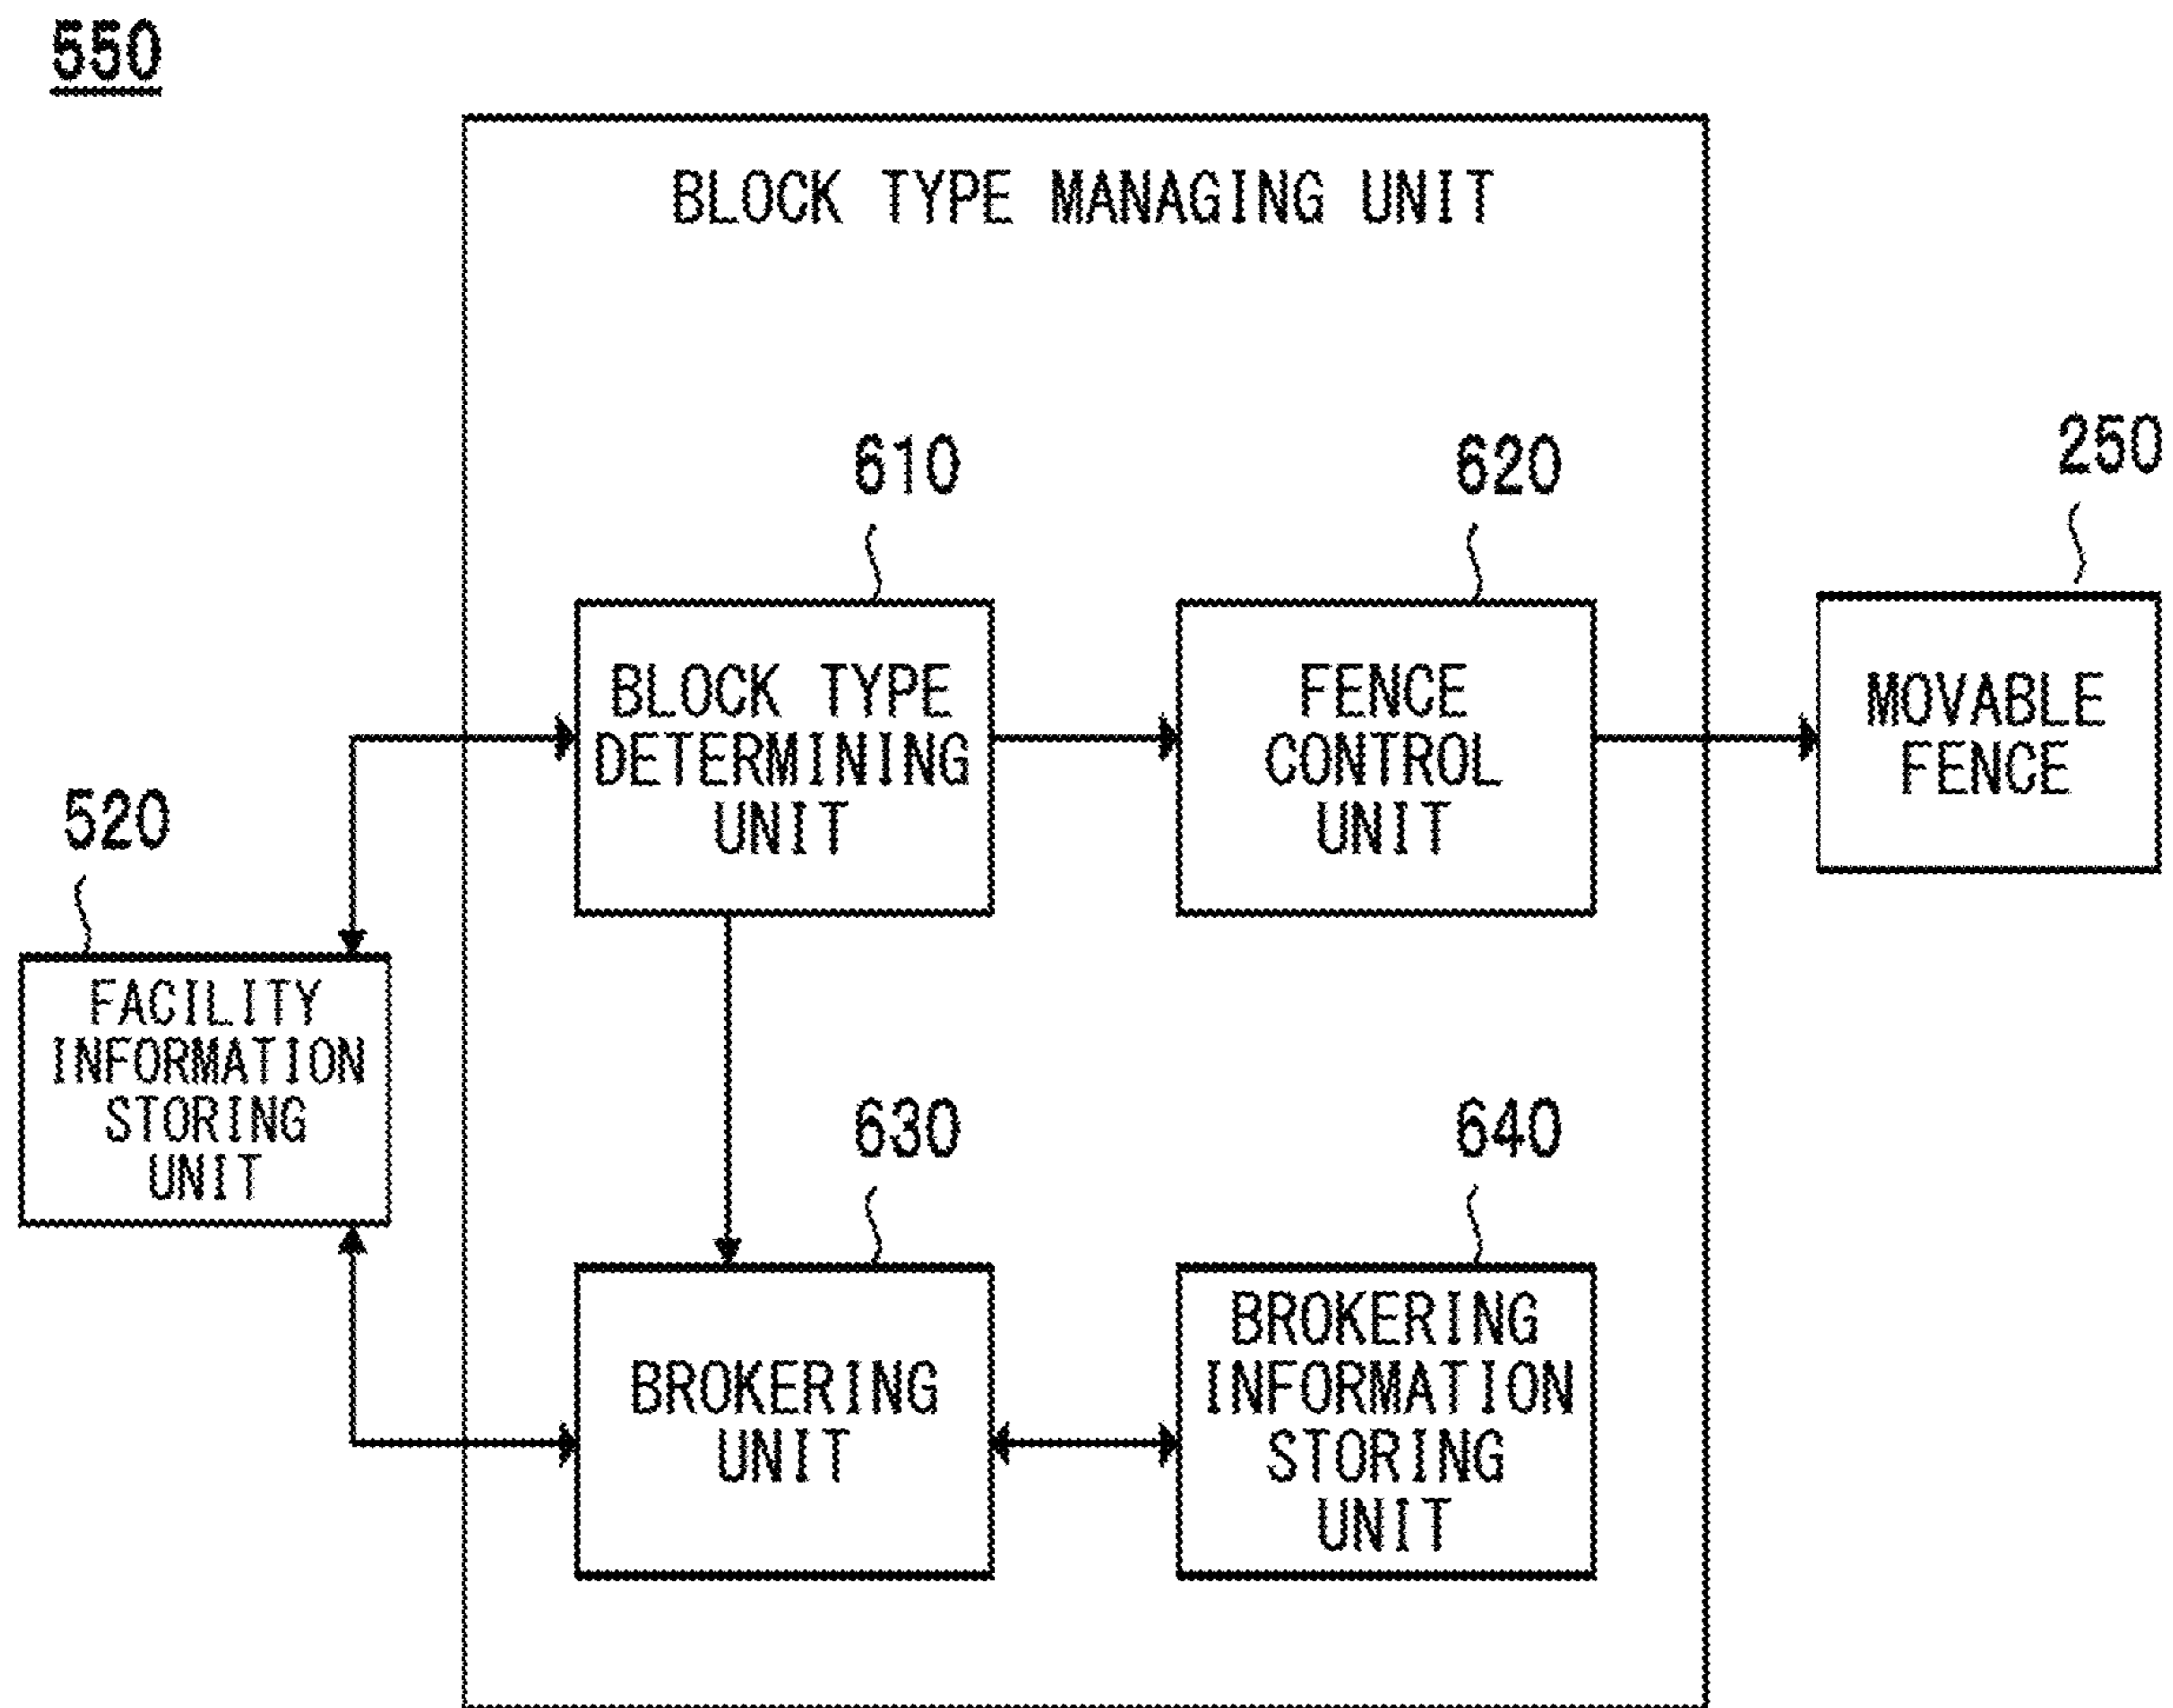 550
BLOCK TYPE MANAGING UNIT
610
620
250
BLOCK TYPE
DETERMINING
UNIT
FENCE
CONTROL
UNIT
MOVABLE
FENCE
520
FACILITY
INFORMATION
STORING
UNIT
630
640
BROKERING
UNIT
BROKERING
INFORMATION
STORING
UNIT